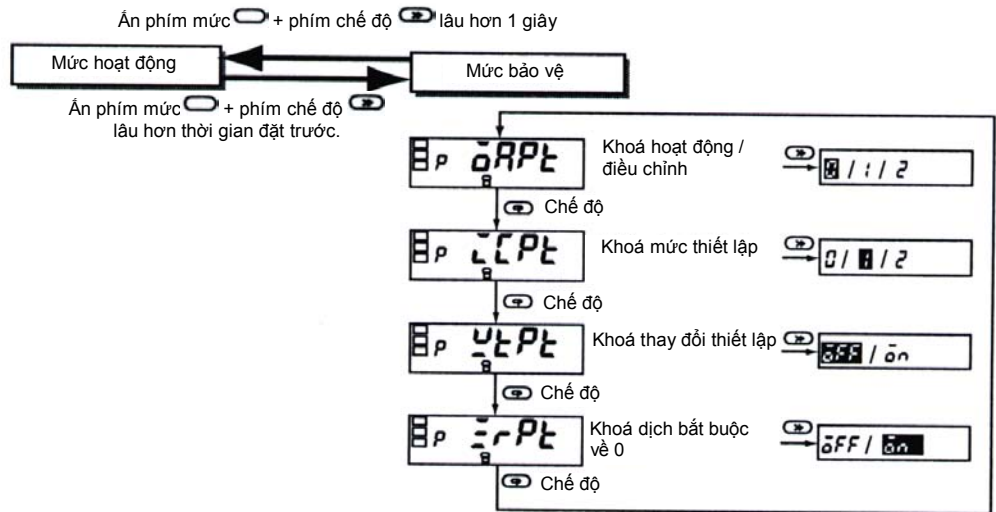 Ấn phím mức + phím chế độ lâu hơn 1 giây
Mức hoạt động
Mức bảo vệ
Ấn phím mức + phím chế độ
lâu hơn thời gian đặt trước.
P oAPt
Khoá hoạt động /
điều chỉnh
0 / 1 / 2
Chế độ
P iCPt
Khoá mức thiết lập
0 / 1 / 2
Chế độ
P WtPt
Khoá thay đổi thiết lập
oFF / on
Chế độ
P ZrPt
Khoá dịch bắt buộc
về 0
oFF / on
Chế độ